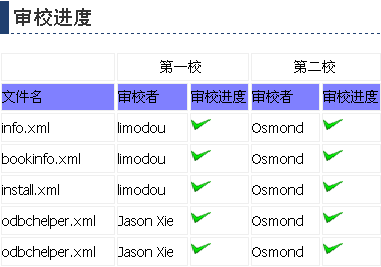 审校进度
第一校 第二校
文件名 审校者 审校进度 审校者 审校进度
info.xml limodou Osmond
bookinfo.xml limodou Osmond
install.xml limodou Osmond
odbchelper.xml Jason Xie Osmond
odbchelper.xml Jason Xie Osmond